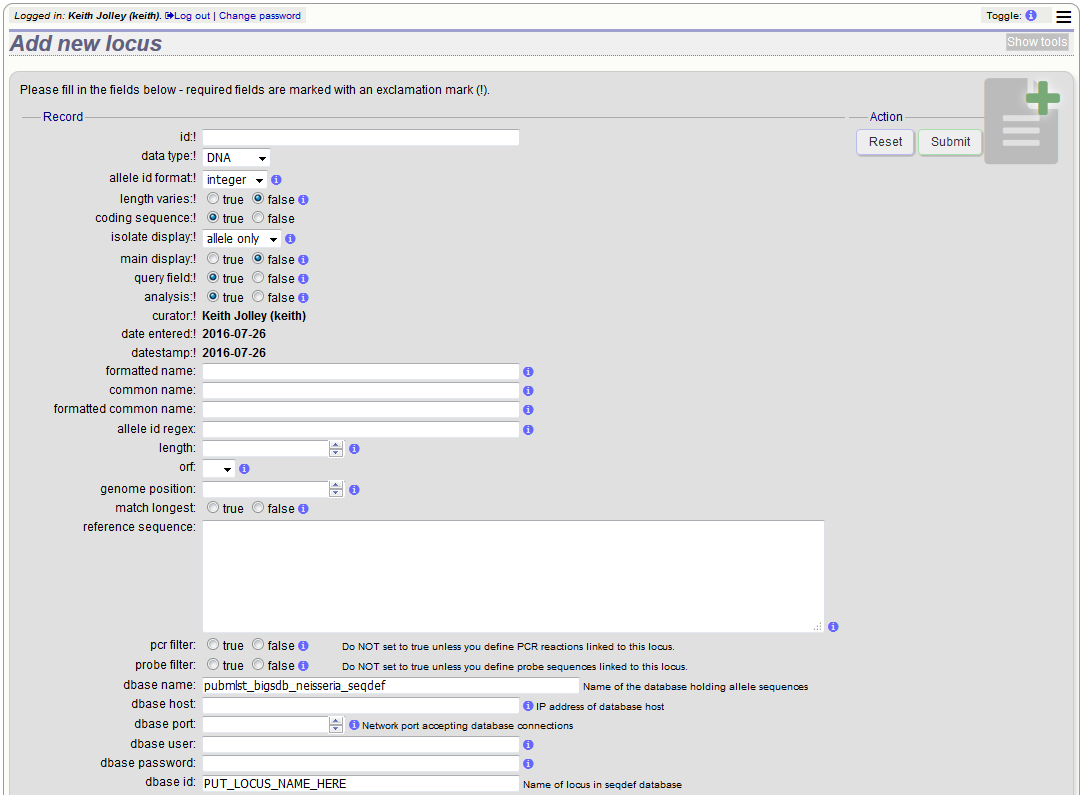 Logged in: Keith Jolley (keith). Log out | Change password
Toggle: i
Add new locus
Show tools
Please fill in the fields below - required fields are marked with an exclamation mark (!).
Record
Action
id:!
Reset Submit
data type:! DNA
allele id format:! integer i
length varies:! true false i
coding sequence:! true false
isolate display:! allele only i
main display:! true false i
query field:! true false i
analysis:! true false i
curator:! Keith Jolley (keith)
date entered:! 2016-07-26
datestamp:! 2016-07-26
formatted name: i
common name: i
formatted common name: i
allele id regex: i
length: i
orf: i
genome position: i
match longest: true false i
reference sequence: i
pcr filter: true false i Do NOT set to true unless you define PCR reactions linked to this locus.
probe filter: true false i Do NOT set to true unless you define probe sequences linked to this locus.
dbase name: pubmlst_bigsdb_neisseria_seqdef Name of the database holding allele sequences
dbase host: i IP address of database host
dbase port: i Network port accepting database connections
dbase user: i
dbase password: i
dbase id: PUT_LOCUS_NAME_HERE Name of locus in seqdef database